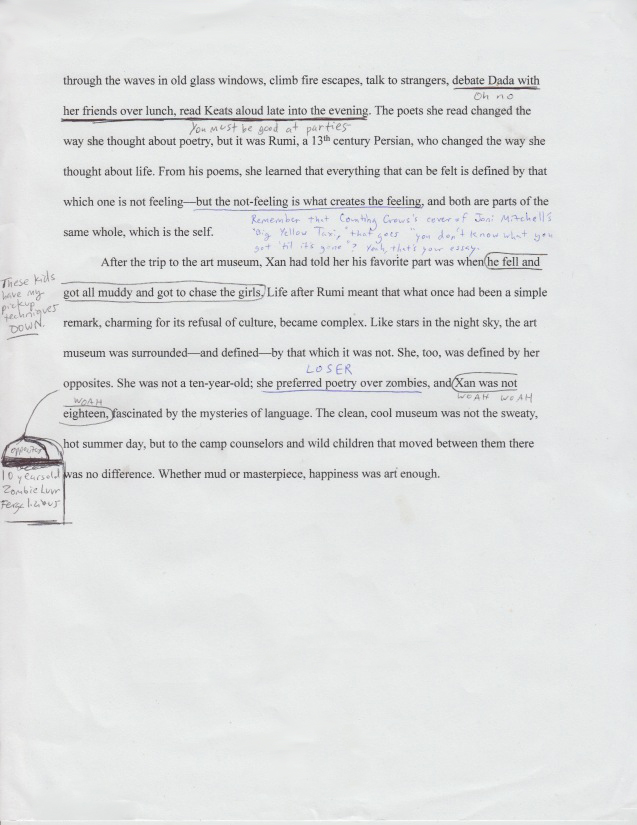 through the waves in old glass windows, climb fire escapes, talk to strangers, debate Dada with
Oh no
her friends over lunch, read Keats aloud late into the evening. The poets she read changed the
You must be good at parties
way she thought about poetry, but it was Rumi, a 13th century Persian, who changed the way she
thought about life. From his poems, she learned that everything that can be felt is defined by that
which one is not feeling—but the not-feeling is what creates the feeling, and both are parts of the
Remember that Counting Crows's cover of Joni Mitchell's
same whole, which is the self.
"Big Yellow Taxi," that goes "you don't know what you
got 'til it's gone"? Yeah, that's your essay.
After the trip to the art museum, Xan had told her his favorite part was when he fell and
These kids
have my
pickup
techniques
DOWN.
got all muddy and got to chase the girls. Life after Rumi meant that what once had been a simple
remark, charming for its refusal of culture, became complex. Like stars in the night sky, the art
museum was surrounded—and defined—by that which it was not. She, too, was defined by her
LOSER
opposites. She was not a ten-year-old; she preferred poetry over zombies, and Xan was not
WOAH
WOAH WOAH
eighteen, fascinated by the mysteries of language. The clean, cool museum was not the sweaty,
hot summer day, but to the camp counselors and wild children that moved between them there
opposites
was no difference. Whether mud or masterpiece, happiness was art enough.
10 years old
Zombie Luvr
Fergalicious